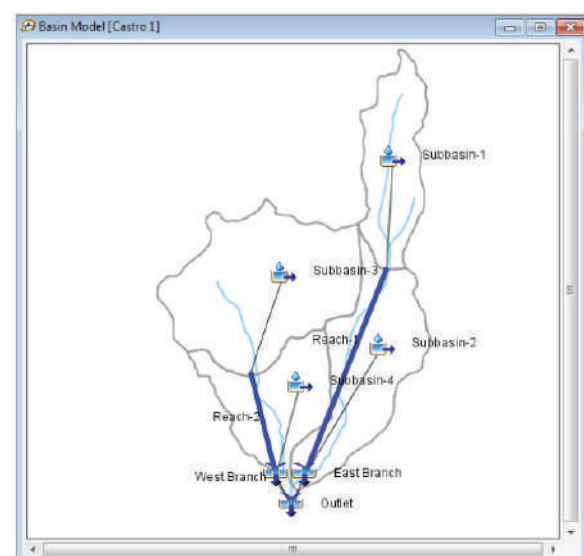 Basin Model [Castro 1]
Subbasin-1
Subbasin-3
Reach-1
Subbasin-2
Subbasin-4
Reach-2
West Branch
East Branch
Outlet